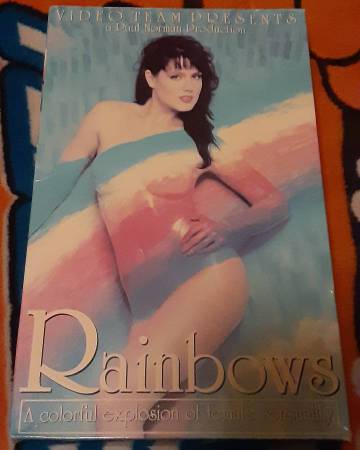 VIDEO TEAM PRESENTS
a Paul Norman Production
Rainbows
A colorful explosion of female sensuality